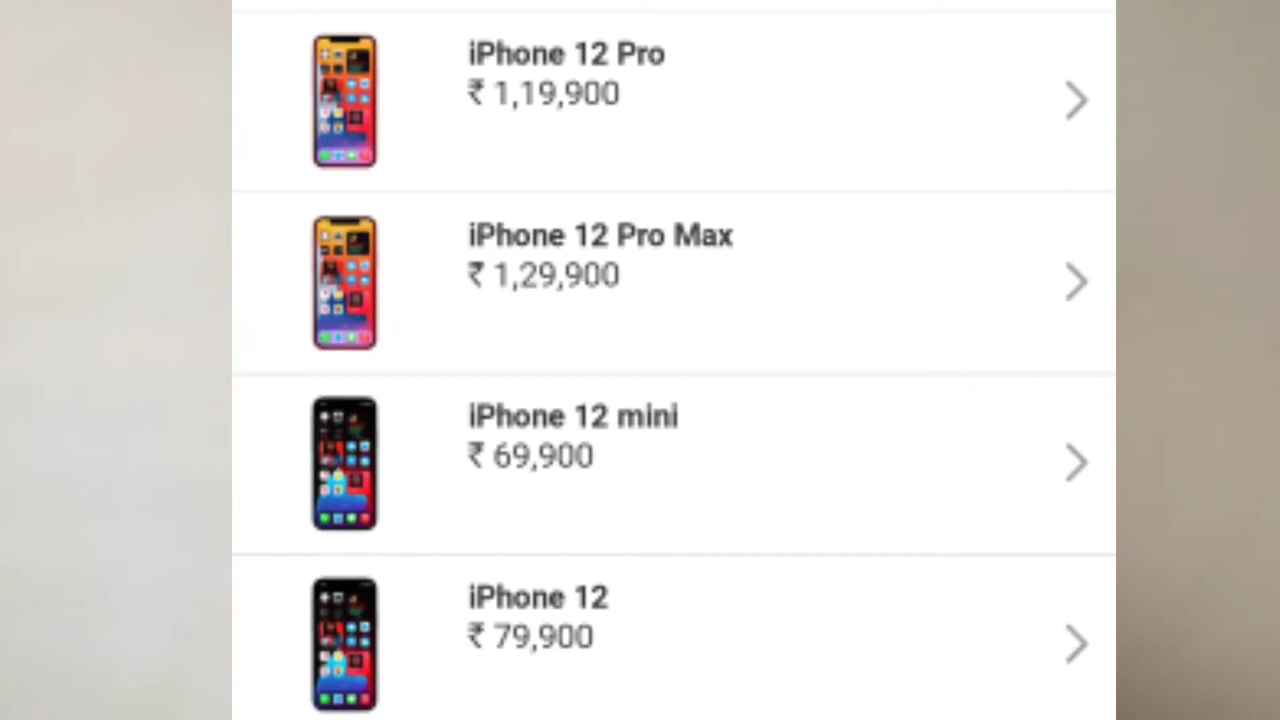 iPhone 12 Pro
₹ 1,19,900
iPhone 12 Pro Max
₹ 1,29,900
iPhone 12 mini
₹ 69,900
iPhone 12
₹ 79,900